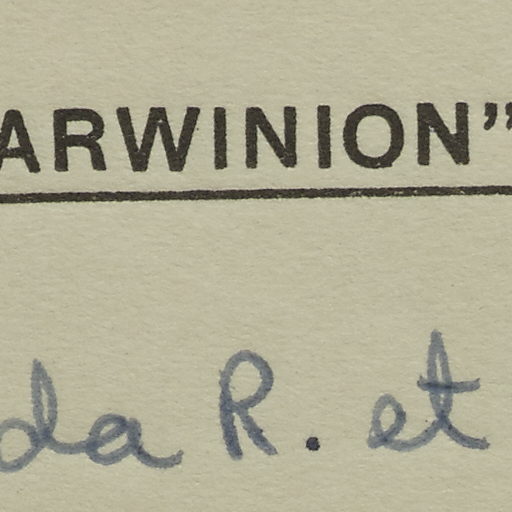 ARWINION”
da R. et